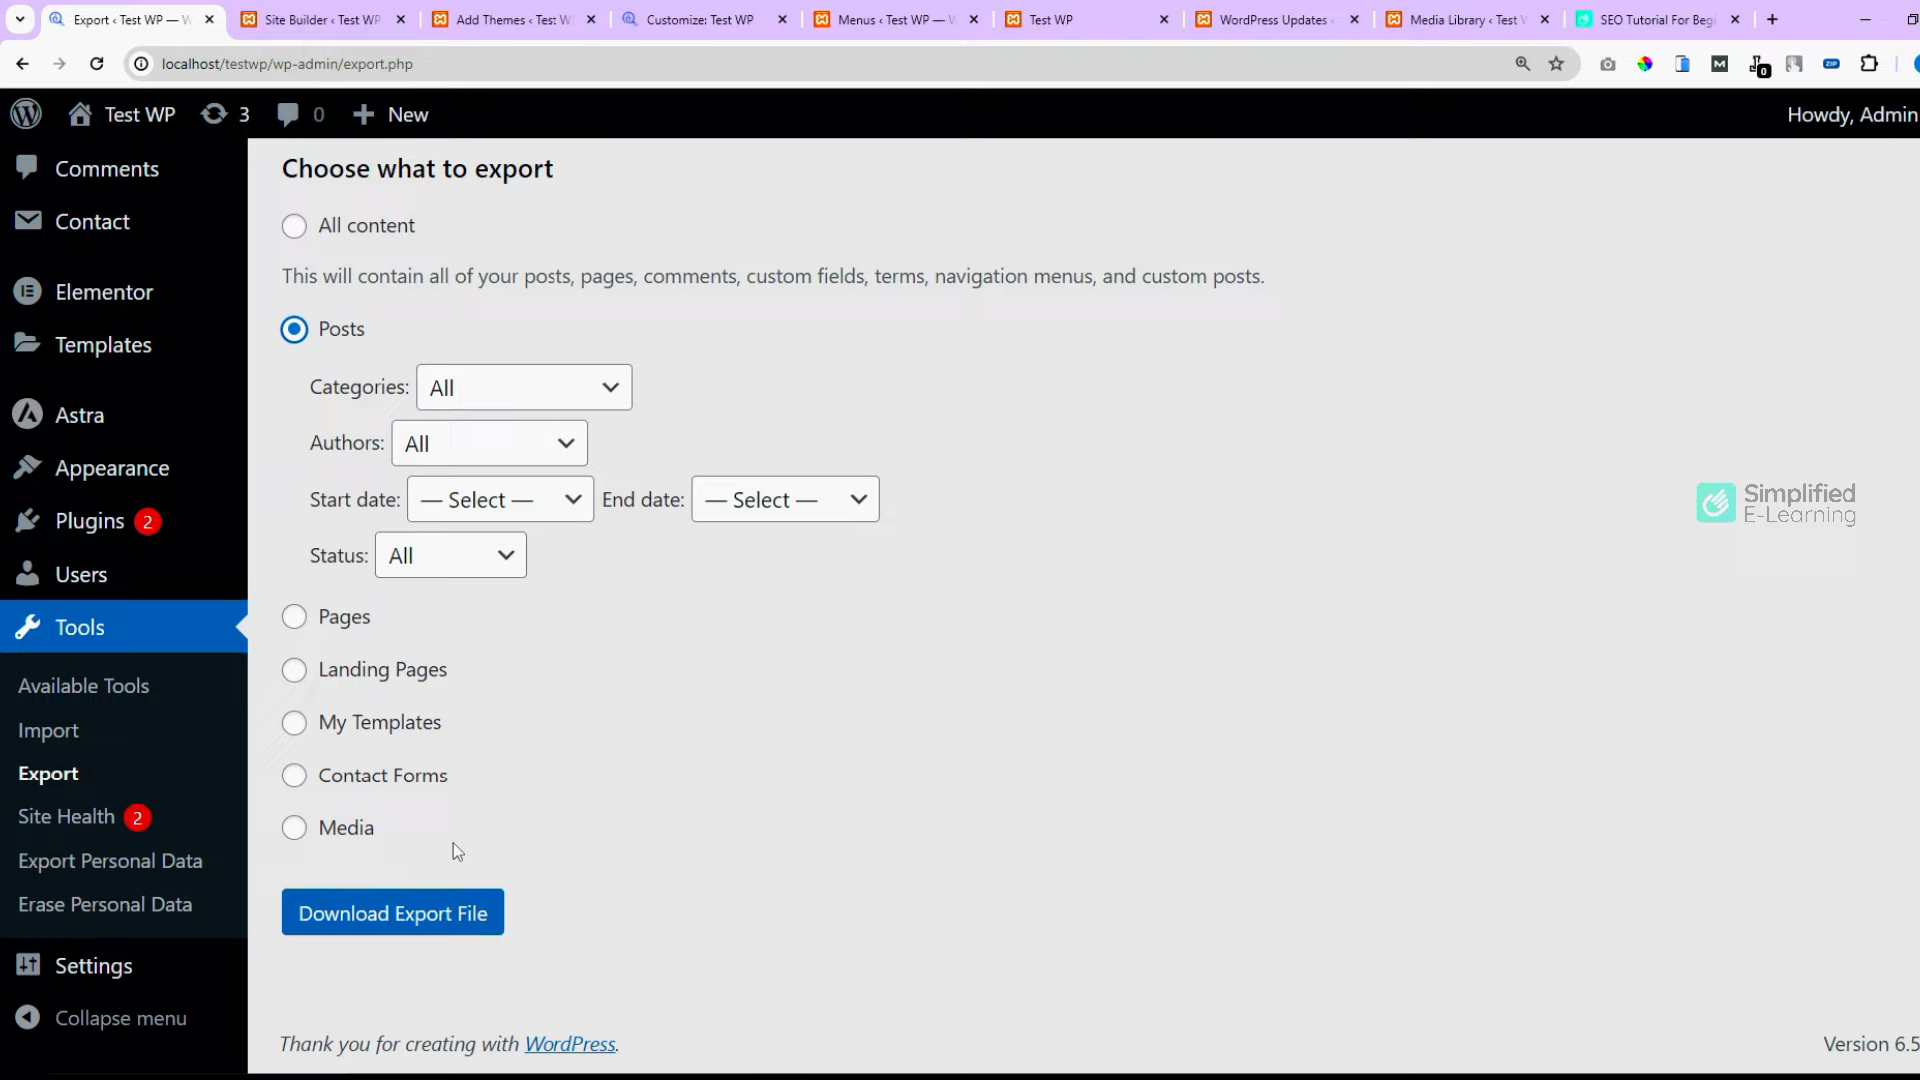 Export ‹ Test WP —
Site Builder ‹ Test WP
Add Themes ‹ Test
Customize: Test WP
Menus ‹ Test WP —
Test WP
WordPress Updates ‹
Media Library ‹ Test
SEO Tutorial For Begi
localhost/testwp/wp-admin/export.php
M
0
ZIP
Test WP
3
0
New
Howdy, Admin
Comments
Contact
Elementor
Templates
Astra
Appearance
Plugins 2
Users
Tools
Available Tools
Import
Export
Site Health 2
Export Personal Data
Erase Personal Data
Settings
Collapse menu
Choose what to export
All content
This will contain all of your posts, pages, comments, custom fields, terms, navigation menus, and custom posts.
Posts
Categories: All
Authors: All
Start date: — Select — End date: — Select —
Status: All
Pages
Landing Pages
My Templates
Contact Forms
Media
Download Export File
Simplified
E-Learning
Thank you for creating with WordPress.
Version 6.5